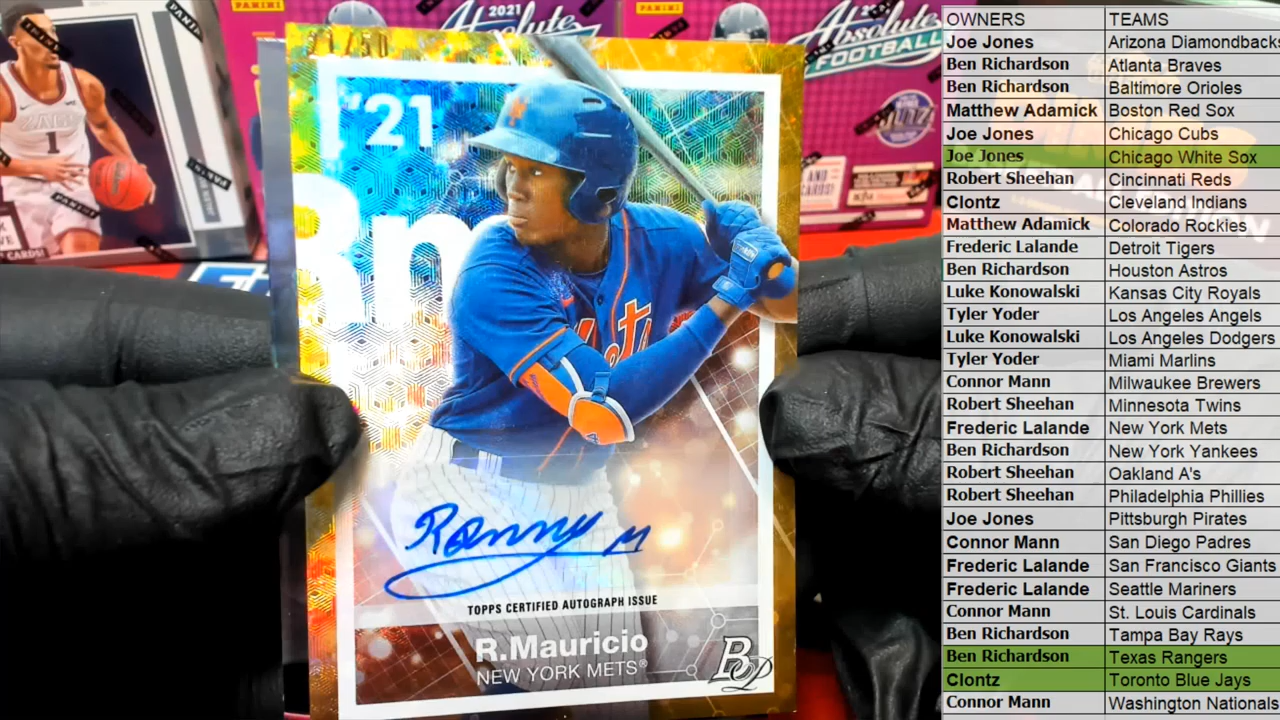 PANINI
2021
Absolute
PANINI
Absolute
FOOTBALL
1
21/50
'21
Mets
Ronny M
TOPPS CERTIFIED AUTOGRAPH ISSUE
R.Mauricio
NEW YORK METS®
BP
OWNERS TEAMS
Joe Jones Arizona Diamondbacks
Ben Richardson Atlanta Braves
Ben Richardson Baltimore Orioles
Matthew Adamick Boston Red Sox
Joe Jones Chicago Cubs
Joe Jones Chicago White Sox
Robert Sheehan Cincinnati Reds
Clontz Cleveland Indians
Matthew Adamick Colorado Rockies
Frederic Lalande Detroit Tigers
Ben Richardson Houston Astros
Luke Konowalski Kansas City Royals
Tyler Yoder Los Angeles Angels
Luke Konowalski Los Angeles Dodgers
Tyler Yoder Miami Marlins
Connor Mann Milwaukee Brewers
Robert Sheehan Minnesota Twins
Frederic Lalande New York Mets
Ben Richardson New York Yankees
Robert Sheehan Oakland A's
Robert Sheehan Philadelphia Phillies
Joe Jones Pittsburgh Pirates
Connor Mann San Diego Padres
Frederic Lalande San Francisco Giants
Frederic Lalande Seattle Mariners
Connor Mann St. Louis Cardinals
Ben Richardson Tampa Bay Rays
Ben Richardson Texas Rangers
Clontz Toronto Blue Jays
Connor Mann Washington Nationals